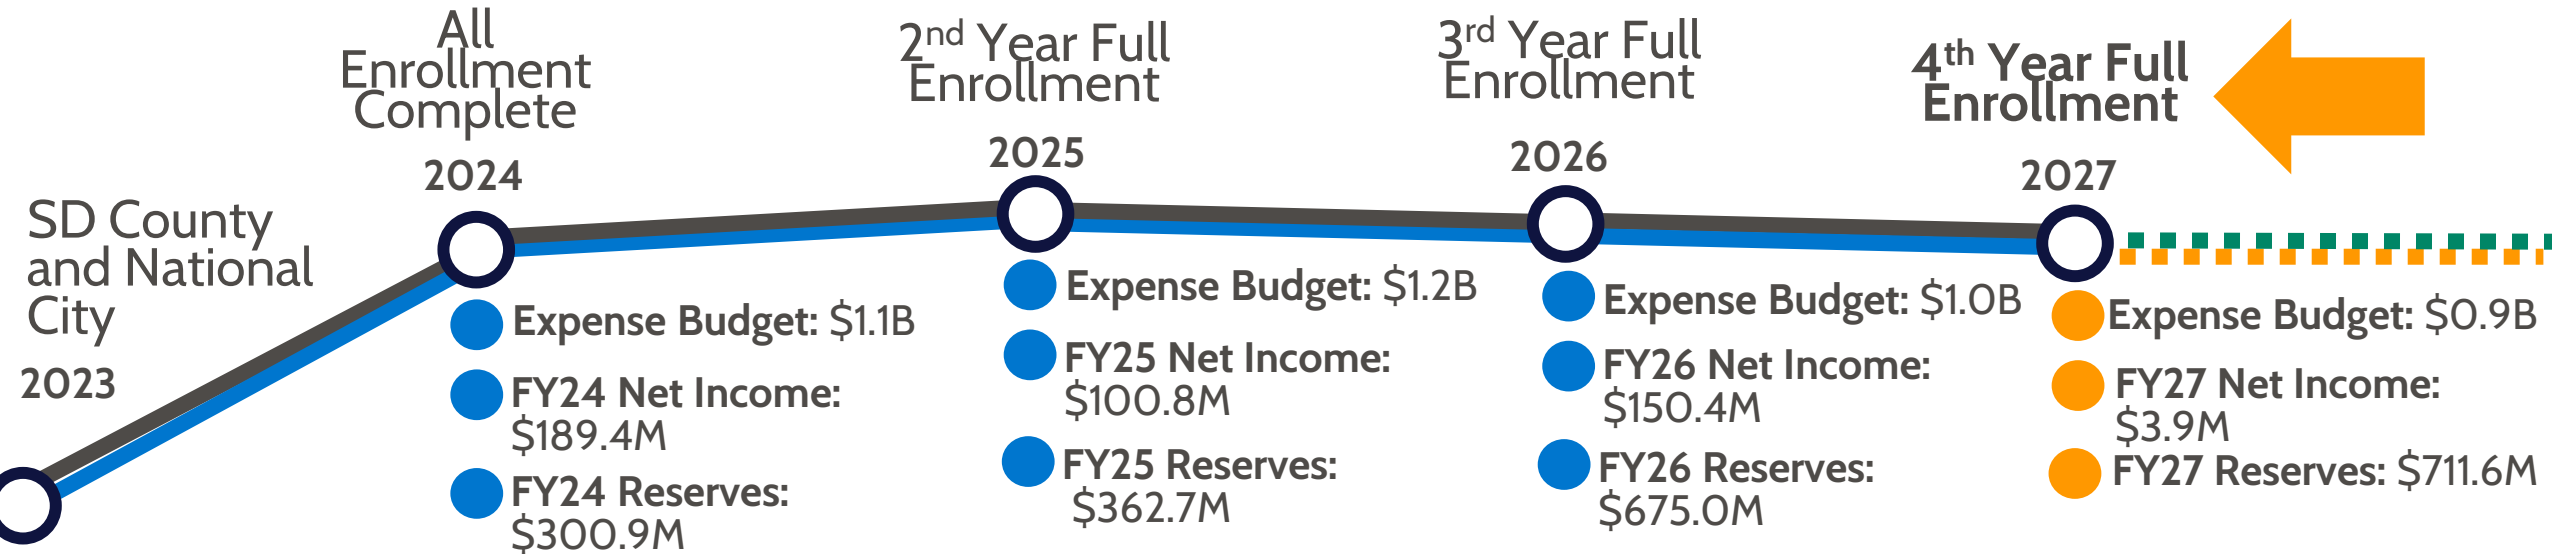 SD County
and National
City
2023
All
Enrollment
Complete
2024
Expense Budget: $1.1B
FY24 Net Income:
$189.4M
FY24 Reserves:
$300.9M
2nd Year Full
Enrollment
2025
Expense Budget: $1.2B
FY25 Net Income:
$100.8M
FY25 Reserves:
$362.7M
3rd Year Full
Enrollment
2026
Expense Budget: $1.0B
FY26 Net Income:
$150.4M
FY26 Reserves:
$675.0M
4th Year Full
Enrollment
2027
Expense Budget: $0.9B
FY27 Net Income:
$3.9M
FY27 Reserves: $711.6M